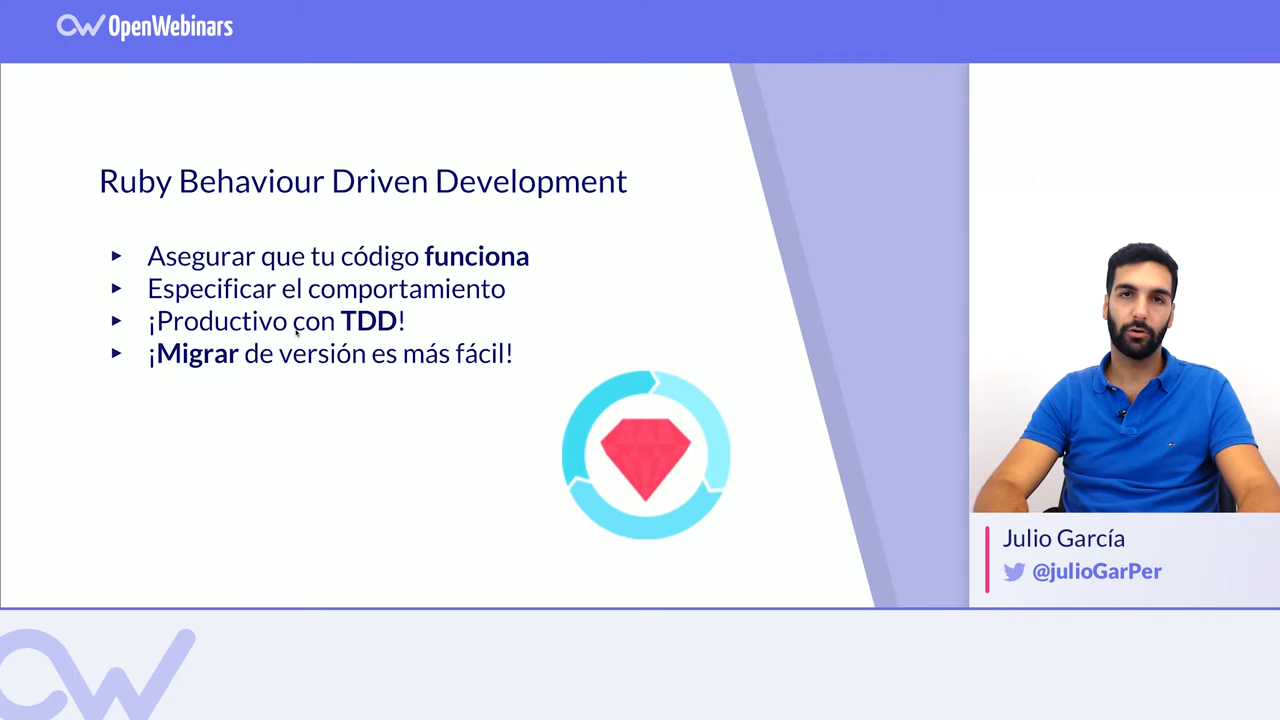 OpenWebinars
Ruby Behaviour Driven Development
Asegurar que tu código funciona
Especificar el comportamiento
¡Productivo con TDD!
¡Migrar de versión es más fácil!
Julio García
@julioGarPer